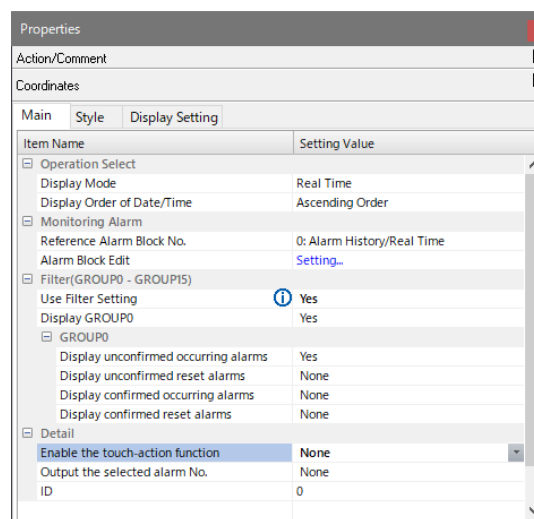 Properties
Action/Comment
Coordinates
Main Style Display Setting
Item Name Setting Value
Operation Select
Display Mode Real Time
Display Order of Date/Time Ascending Order
Monitoring Alarm
Reference Alarm Block No. 0: Alarm History/Real Time
Alarm Block Edit Setting...
Filter(GROUP0 - GROUP15)
Use Filter Setting Yes
Display GROUP0 Yes
GROUP0
Display unconfirmed occurring alarms Yes
Display unconfirmed reset alarms None
Display confirmed occurring alarms None
Display confirmed reset alarms None
Detail
Enable the touch-action function None
Output the selected alarm No. None
ID 0